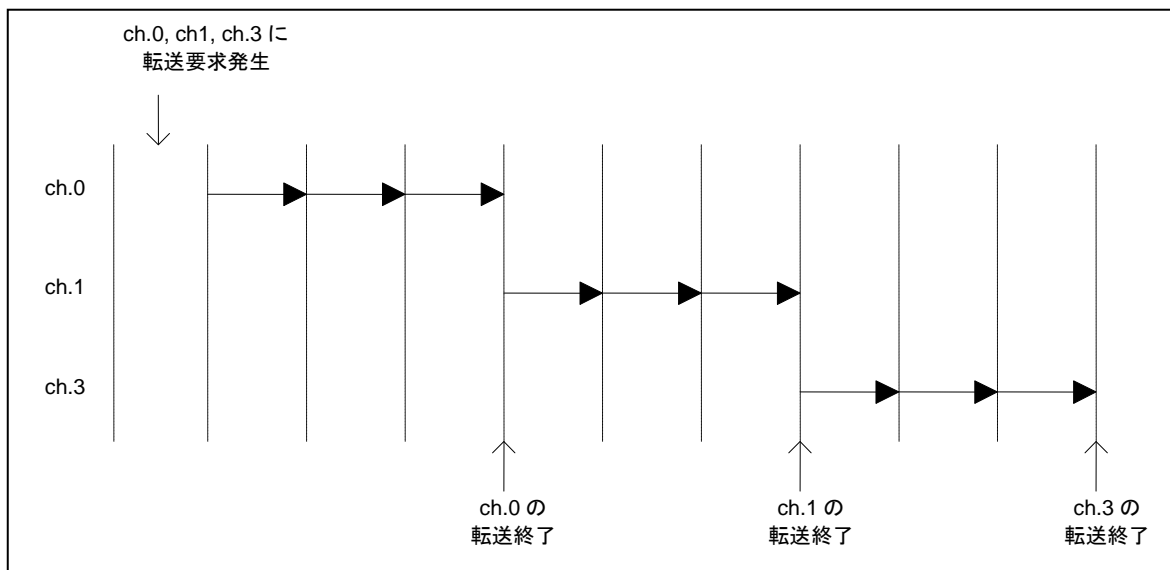 ch.0, ch1, ch.3 に
転送要求発生
ch.0
ch.1
ch.3
ch.0 の
転送終了
ch.1 の
転送終了
ch.3 の
転送終了